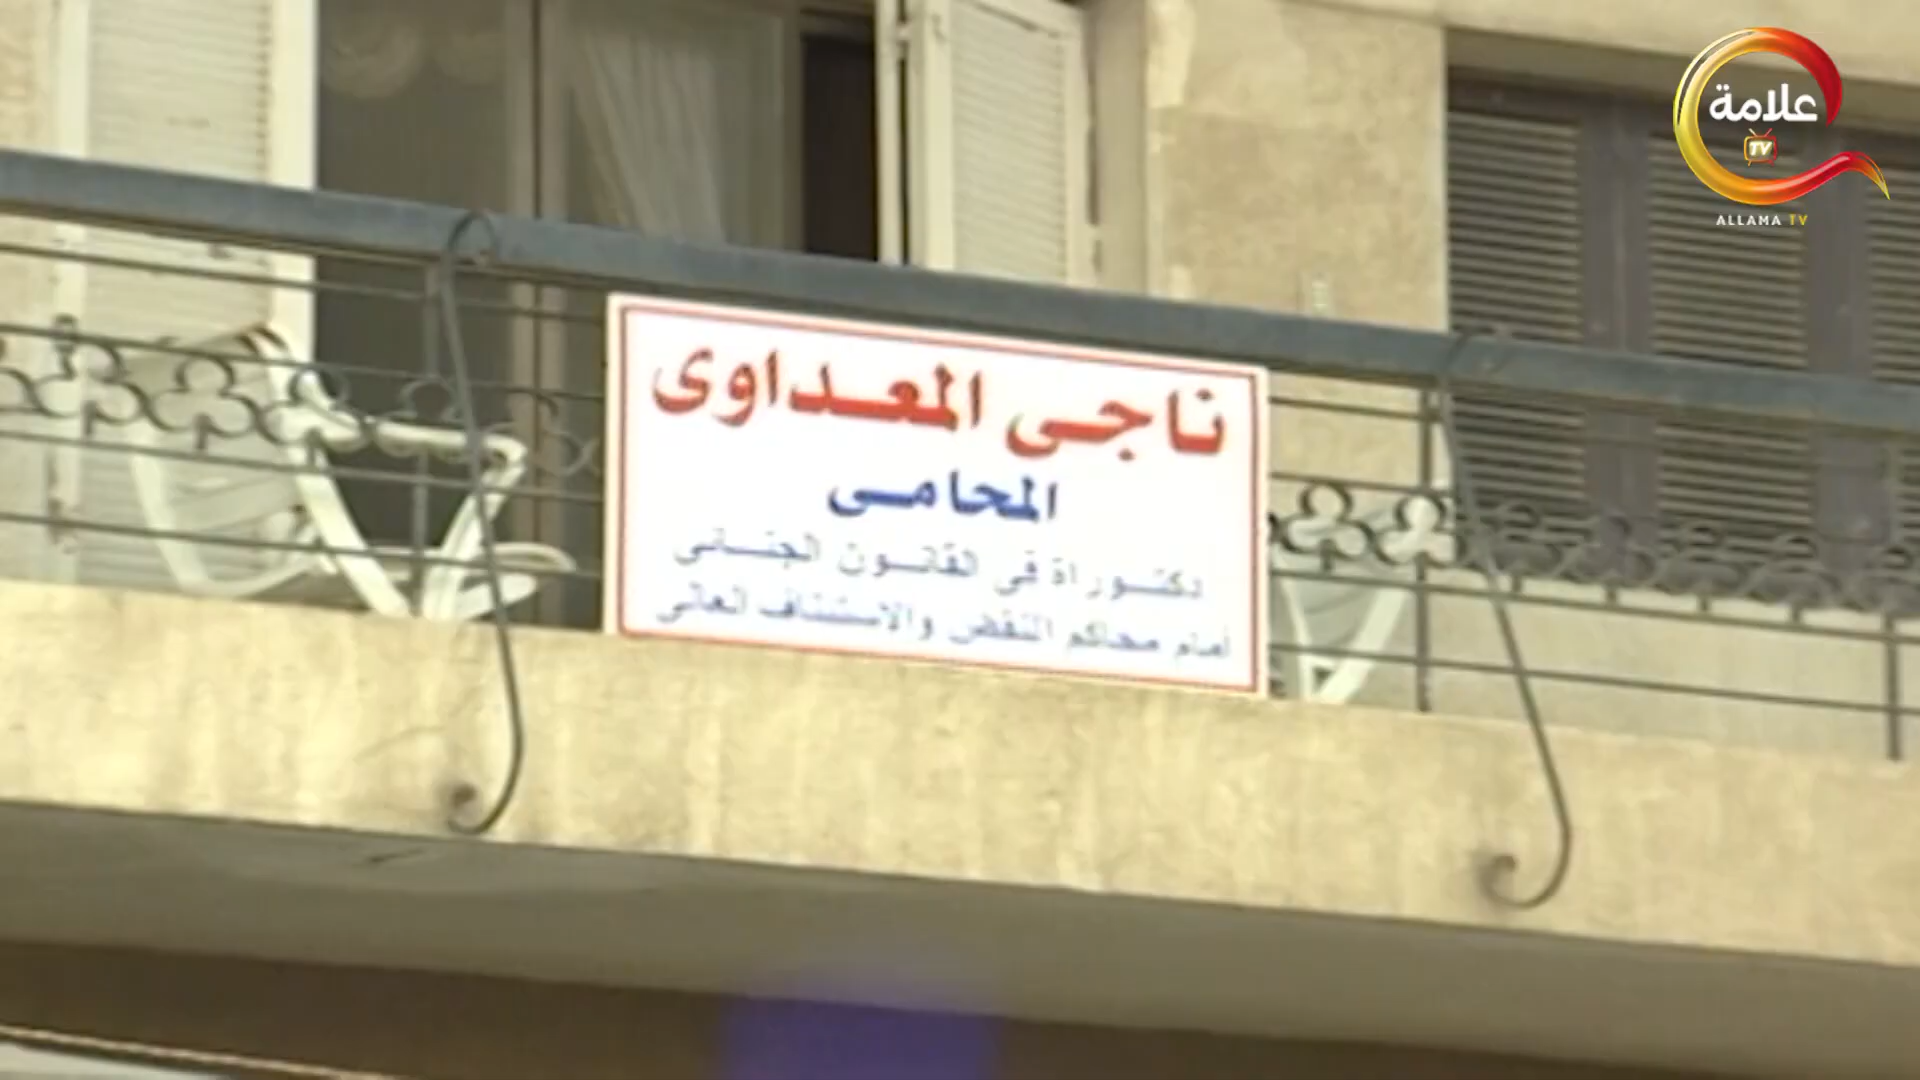 علامة
TV
ALLAMA TV
ناجى المعداوى
المحامى
دكتوراة فى القانون الجنائى
أمام محاكم النقض والاستئناف العالى